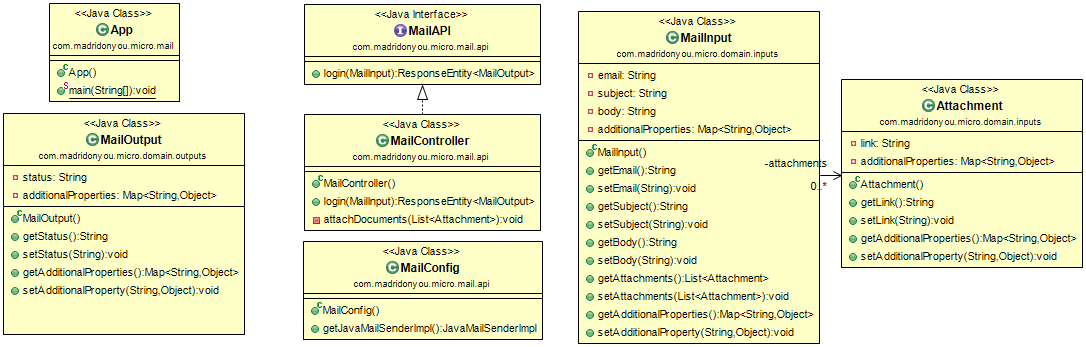 <<Java Class>>
App
com.madridonyou.micro.mail
App()
main(String[]):void
<<Java Class>>
MailOutput
com.madridonyou.micro.domain.outputs
status: String
additionalProperties: Map<String,Object>
MailOutput()
getStatus():String
setStatus(String):void
getAdditionalProperties():Map<String,Object>
setAdditionalProperty(String,Object):void
<<Java Interface>>
MailAPI
com.madridonyou.micro.mail.api
login(MailInput):ResponseEntity<MailOutput>
<<Java Class>>
MailController
com.madridonyou.micro.mail.api
MailController()
login(MailInput):ResponseEntity<MailOutput>
attachDocuments(List<Attachment>):void
<<Java Class>>
MailConfig
com.madridonyou.micro.mail.api
MailConfig()
getJavaMailSenderImpl():JavaMailSenderImpl
<<Java Class>>
MailInput
com.madridonyou.micro.domain.inputs
email: String
subject: String
body: String
additionalProperties: Map<String,Object>
MailInput()
getEmail():String
setEmail(String):void
getSubject():String
setSubject(String):void
getBody():String
setBody(String):void
getAttachments():List<Attachment>
setAttachments(List<Attachment>):void
getAdditionalProperties():Map<String,Object>
setAdditionalProperty(String,Object):void
-attachments
0..*
<<Java Class>>
Attachment
com.madridonyou.micro.domain.inputs
link: String
additionalProperties: Map<String,Object>
Attachment()
getLink():String
setLink(String):void
getAdditionalProperties():Map<String,Object>
setAdditionalProperty(String,Object):void